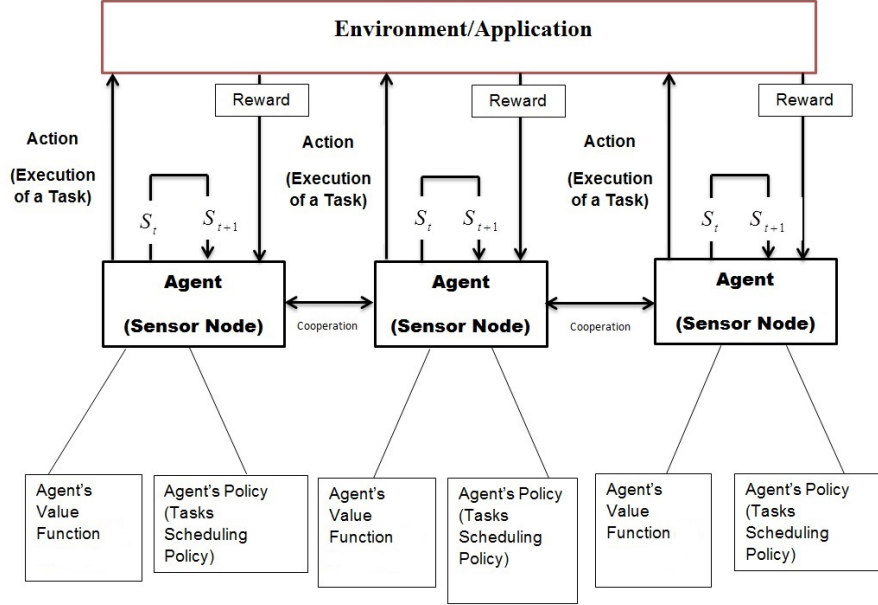 Environment/Application
Reward
Reward
Reward
Action
(Execution
of a Task)
Action
(Execution
of a Task)
Action
(Execution
of a Task)
S_t
S_{t+1}
S_t
S_{t+1}
S_t
S_{t+1}
Agent
(Sensor Node)
Cooperation
Agent
(Sensor Node)
Cooperation
Agent
(Sensor Node)
Agent's
Value
Function
Agent's Policy
(Tasks
Scheduling
Policy)
Agent's
Value
Function
Agent's Policy
(Tasks
Scheduling
Policy)
Agent's
Value
Function
Agent's Policy
(Tasks
Scheduling
Policy)